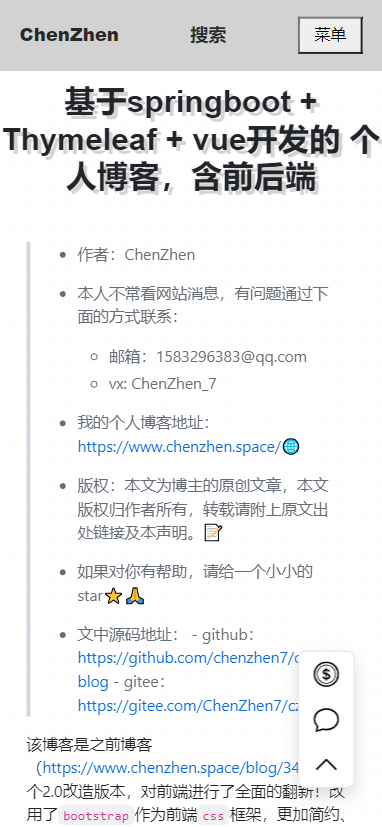 ChenZhen 搜索 菜单
基于springboot +
Thymeleaf + vue开发的 个
人博客，含前后端
作者：ChenZhen
本人不常看网站消息，有问题通过下
面的方式联系：
邮箱：1583296383@qq.com
vx: ChenZhen_7
我的个人博客地址：
https://www.chenzhen.space/🌐
版权：本文为博主的原创文章，本文
版权归作者所有，转载请附上原文出
处链接及本声明。📝
如果对你有帮助，请给一个小小的
star⭐🙏
文中源码地址： - github：
https://github.com/chenzhen7/
blog - gitee：
https://gitee.com/ChenZhen7/cz
该博客是之前博客
（https://www.chenzhen.space/blog/34
个2.0改造版本，对前端进行了全面的翻新！改
用了bootstrap作为前端css框架，更加简约、